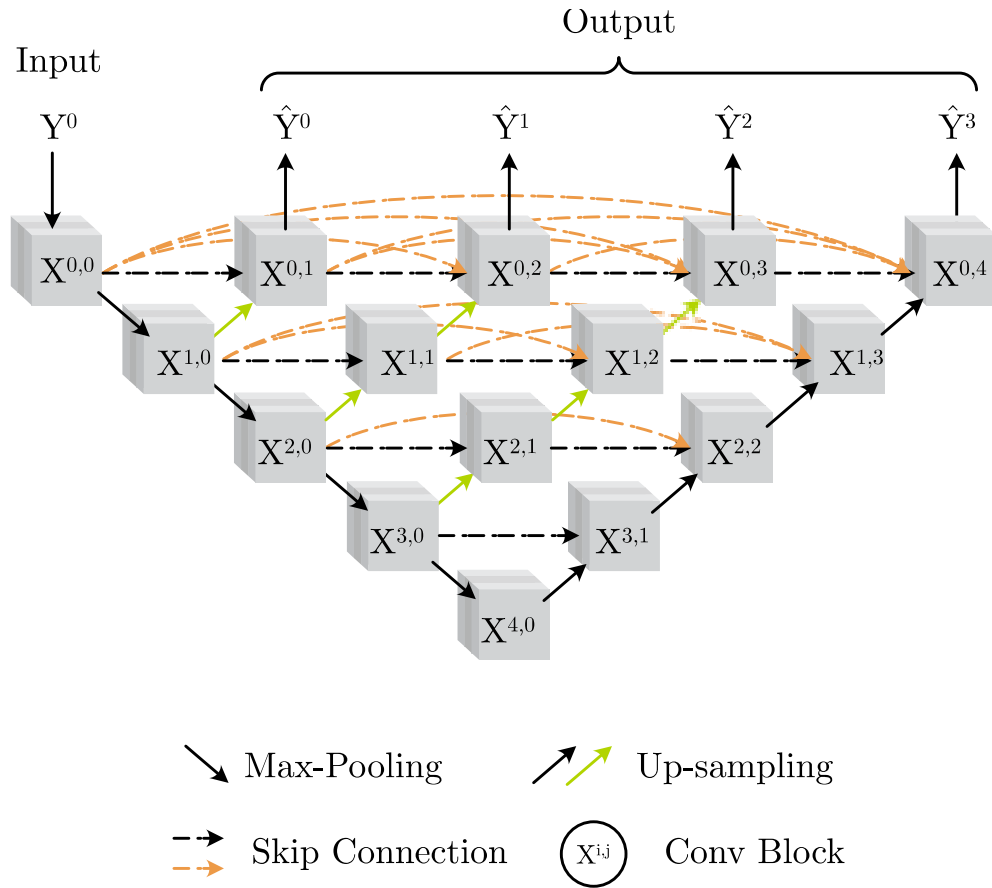 Output
Input
Y⁰ Ŷ⁰ Ŷ¹ Ŷ² Ŷ³
X⁰,⁰ X⁰,¹ X⁰,² X⁰,³ X⁰,⁴
X¹,⁰ X¹,¹ X¹,² X¹,³
X²,⁰ X²,¹ X²,²
X³,⁰ X³,¹
X⁴,⁰
Max-Pooling Up-sampling
Skip Connection Xⁱ,ʲ Conv Block